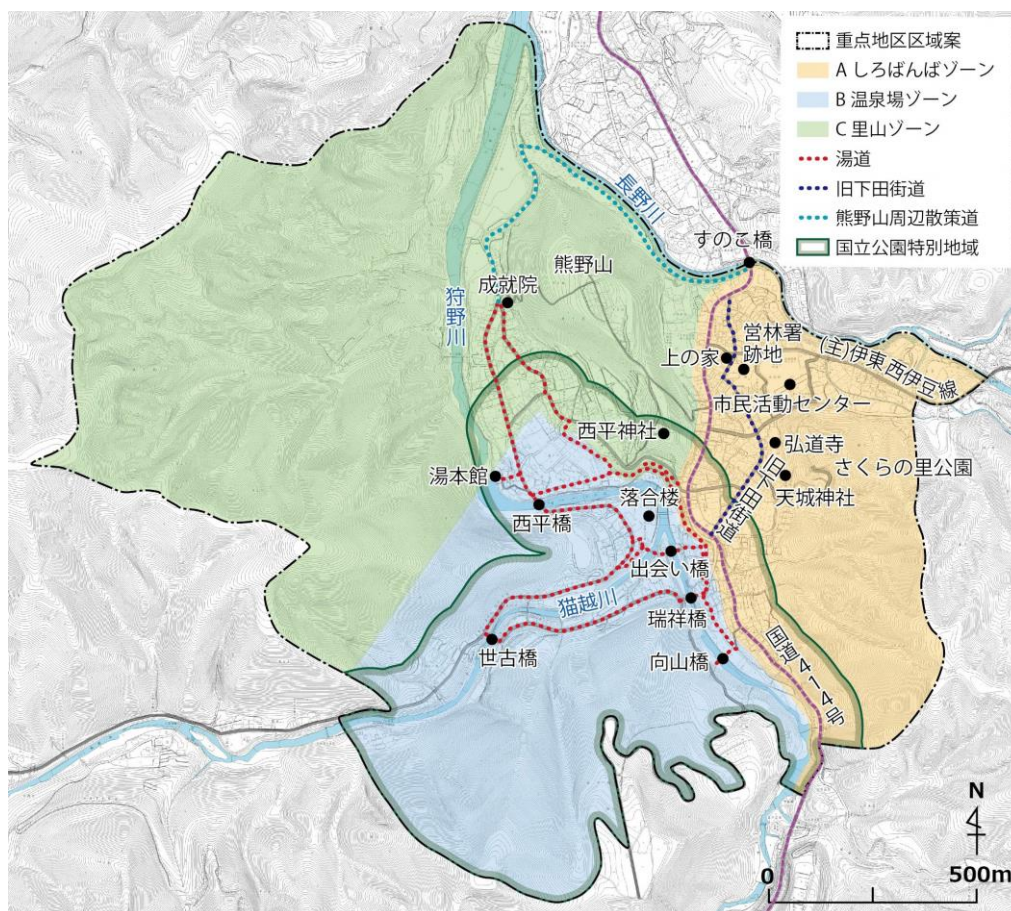 重点地区区域案
A しろばんばゾーン
B 温泉場ゾーン
C 里山ゾーン
湯道
旧下田街道
熊野山周辺散策道
国立公園特別地域
長野川
すのこ橋
熊野山
成就院
狩野川
営林署
跡地
上の家
(主)伊東西伊豆線
市民活動センター
西平神社
弘道寺
さくらの里公園
湯本館
天城神社
落合楼
旧下田街道
西平橋
出会い橋
猫越川
瑞祥橋
世古橋
向山橋
国道414号
N
0
500m